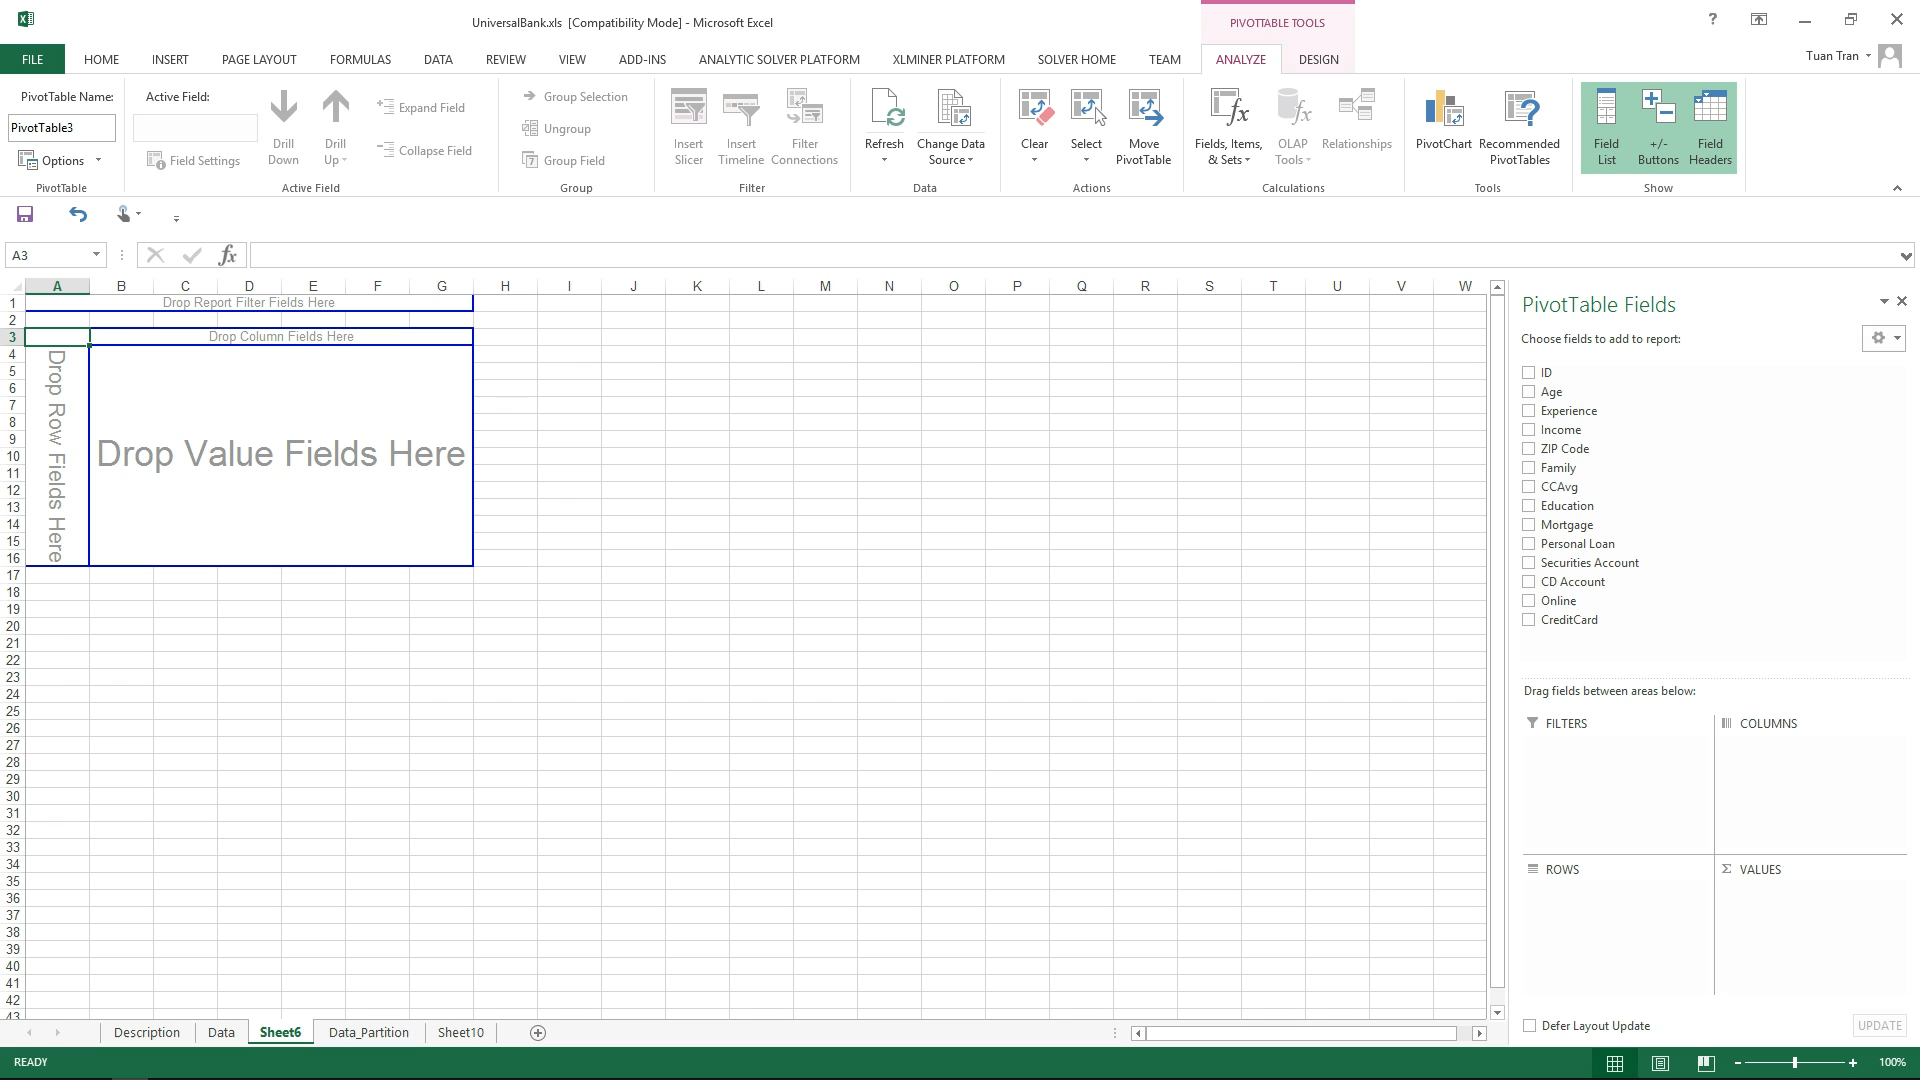 UniversalBank.xls [Compatibility Mode] - Microsoft Excel
PIVOTTABLE TOOLS
?
FILE HOME INSERT PAGE LAYOUT FORMULAS DATA REVIEW VIEW ADD-INS ANALYTIC SOLVER PLATFORM XLMINER PLATFORM SOLVER HOME TEAM ANALYZE DESIGN
Tuan Tran
PivotTable Name:
PivotTable3
Options
PivotTable
Active Field:
Field Settings
Drill Down
Drill Up
Expand Field
Collapse Field
Active Field
Group Selection
Ungroup
Group Field
Group
Insert Slicer
Insert Timeline
Filter Connections
Filter
Refresh
Change Data Source
Data
Clear
Select
Move PivotTable
Actions
Fields, Items, & Sets
OLAP Tools
Relationships
Calculations
PivotChart
Recommended PivotTables
Tools
Field List
+/- Buttons
Field Headers
Show
A3
fx
A B C D E F G H I J K L M N O P Q R S T U V W
1
2
3
4
5
6
7
8
9
10
11
12
13
14
15
16
17
18
19
20
21
22
23
24
25
26
27
28
29
30
31
32
33
34
35
36
37
38
39
40
41
42
43
Drop Report Filter Fields Here
Drop Column Fields Here
Drop Row Fields Here
Drop Value Fields Here
PivotTable Fields
Choose fields to add to report:
ID
Age
Experience
Income
ZIP Code
Family
CCAvg
Education
Mortgage
Personal Loan
Securities Account
CD Account
Online
CreditCard
Drag fields between areas below:
FILTERS
COLUMNS
ROWS
Σ VALUES
Defer Layout Update
UPDATE
Description Data Sheet6 Data_Partition Sheet10
READY
- + 100%